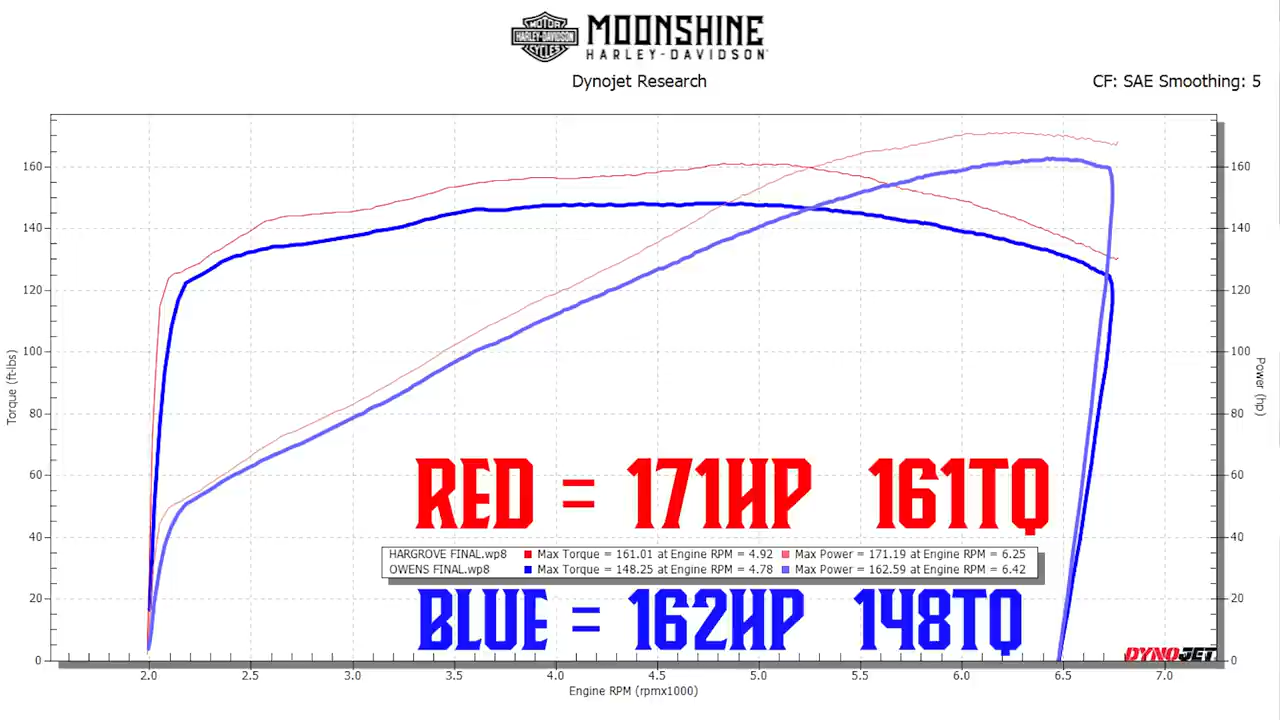 MOTOR
HARLEY-DAVIDSON
CYCLES
MOONSHINE
HARLEY-DAVIDSON
Dynojet Research
CF: SAE Smoothing: 5
160
140
120
100
80
60
40
20
0
Torque (ft-lbs)
160
140
120
100
80
60
40
20
0
Power (hp)
RED = 171HP 161TQ
HARGROVE FINAL.wp8 Max Torque = 161.01 at Engine RPM = 4.92 Max Power = 171.19 at Engine RPM = 6.25
OWENS FINAL.wp8 Max Torque = 148.25 at Engine RPM = 4.78 Max Power = 162.59 at Engine RPM = 6.42
BLUE = 162HP 148TQ
DYNOJET
2.0 2.5 3.0 3.5 4.0 4.5 5.0 5.5 6.0 6.5 7.0
Engine RPM (rpmx1000)